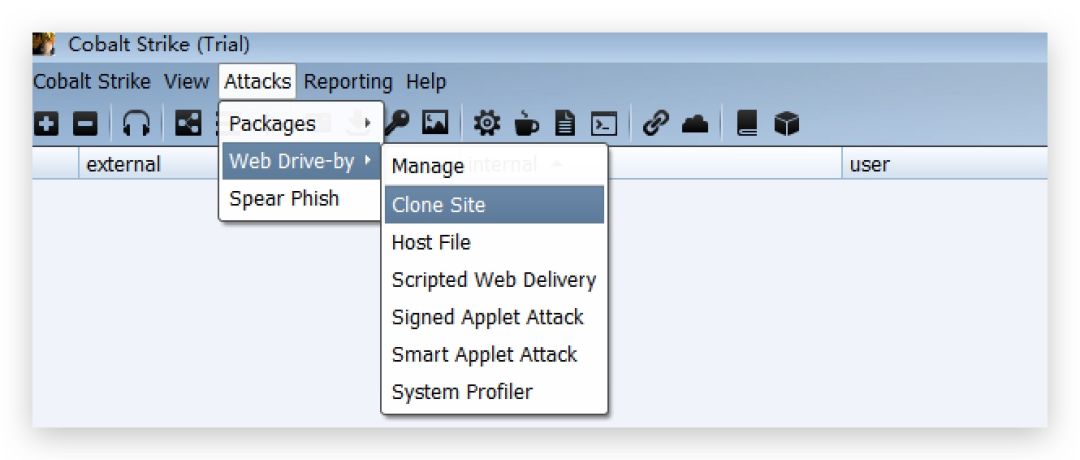 Cobalt Strike (Trial)
Cobalt Strike View Attacks Reporting Help
Packages
external
Web Drive-by
Manage
internal
user
Spear Phish
Clone Site
Host File
Scripted Web Delivery
Signed Applet Attack
Smart Applet Attack
System Profiler